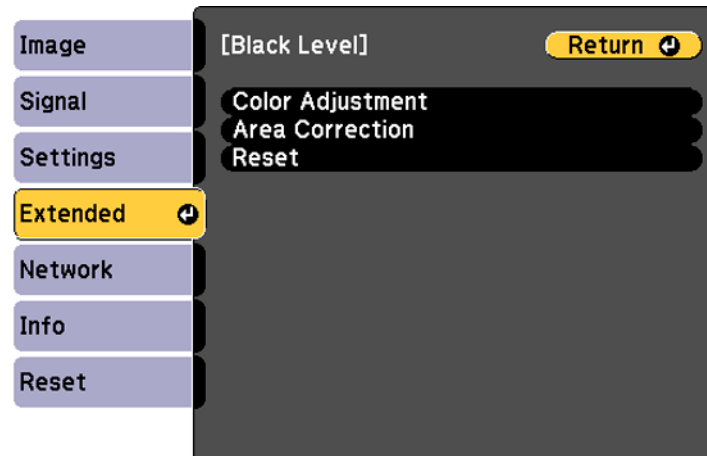 Image
Signal
Settings
Extended
Network
Info
Reset
[Black Level]
Return
Color Adjustment
Area Correction
Reset